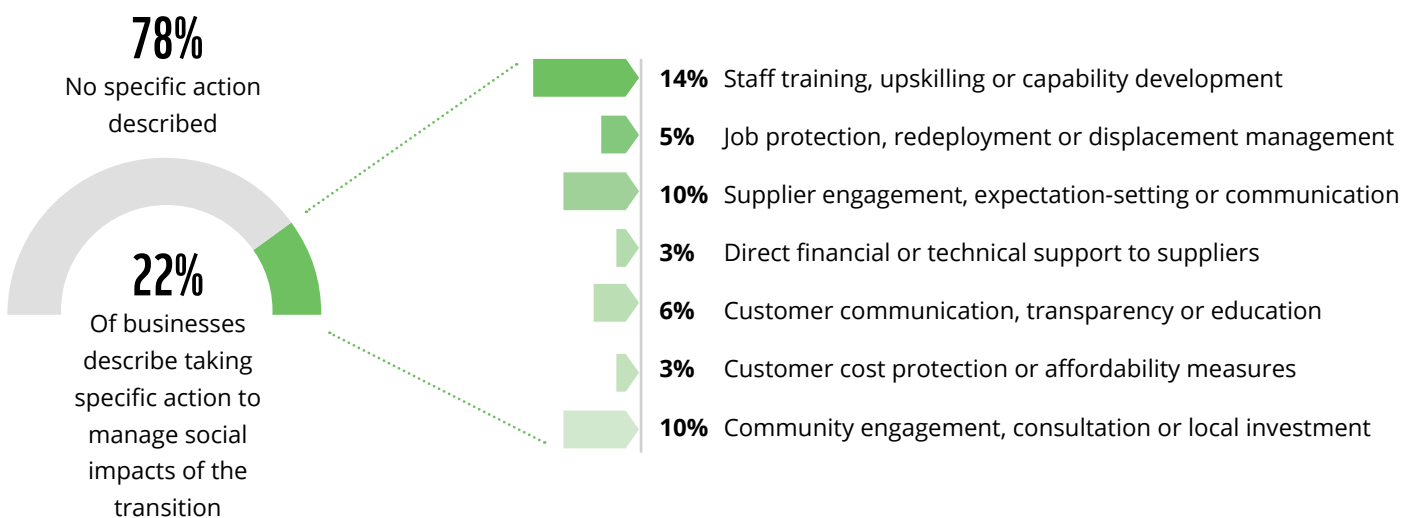 78%
No specific action
described
22%
Of businesses
describe taking
specific action to
manage social
impacts of the
transition
14% Staff training, upskilling or capability development
5% Job protection, redeployment or displacement management
10% Supplier engagement, expectation-setting or communication
3% Direct financial or technical support to suppliers
6% Customer communication, transparency or education
3% Customer cost protection or affordability measures
10% Community engagement, consultation or local investment